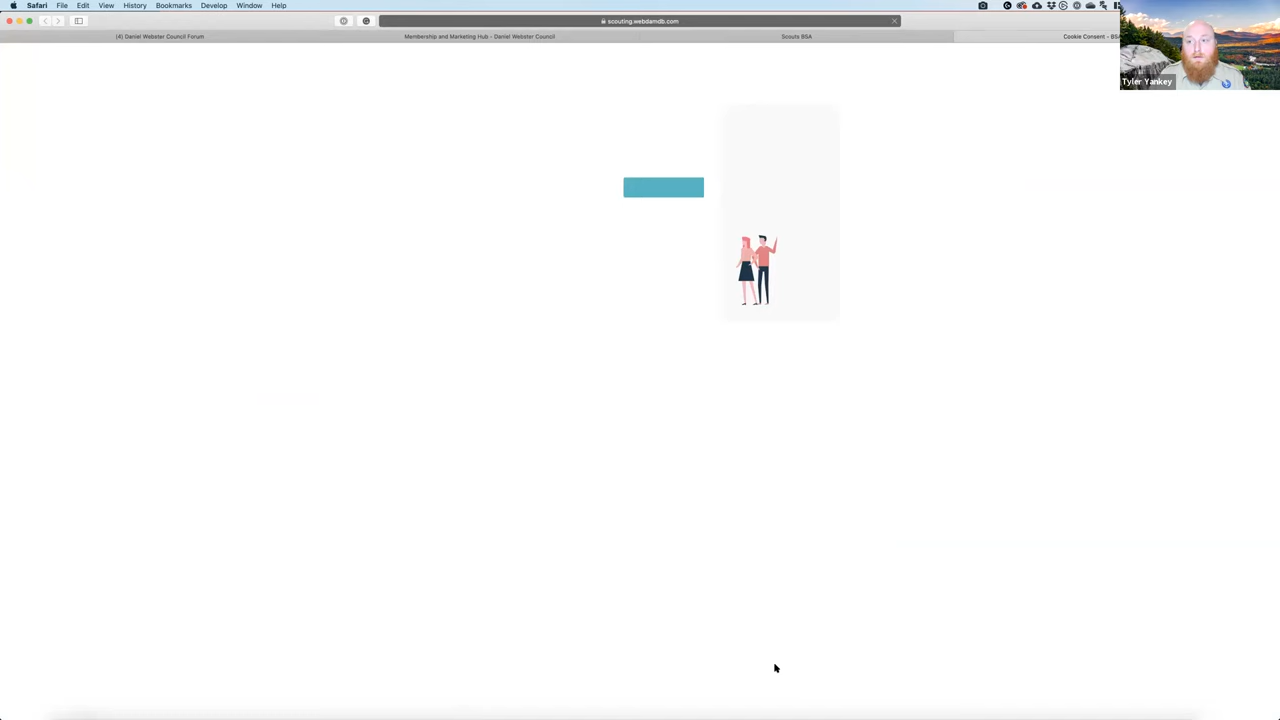 Safari File Edit View History Bookmarks Develop Window Help
scouting.webdamdb.com
(4) Daniel Webster Council Forum
Membership and Marketing Hub - Daniel Webster Council
Scouts BSA
Cookie Consent - BSA
Tyler Yankey